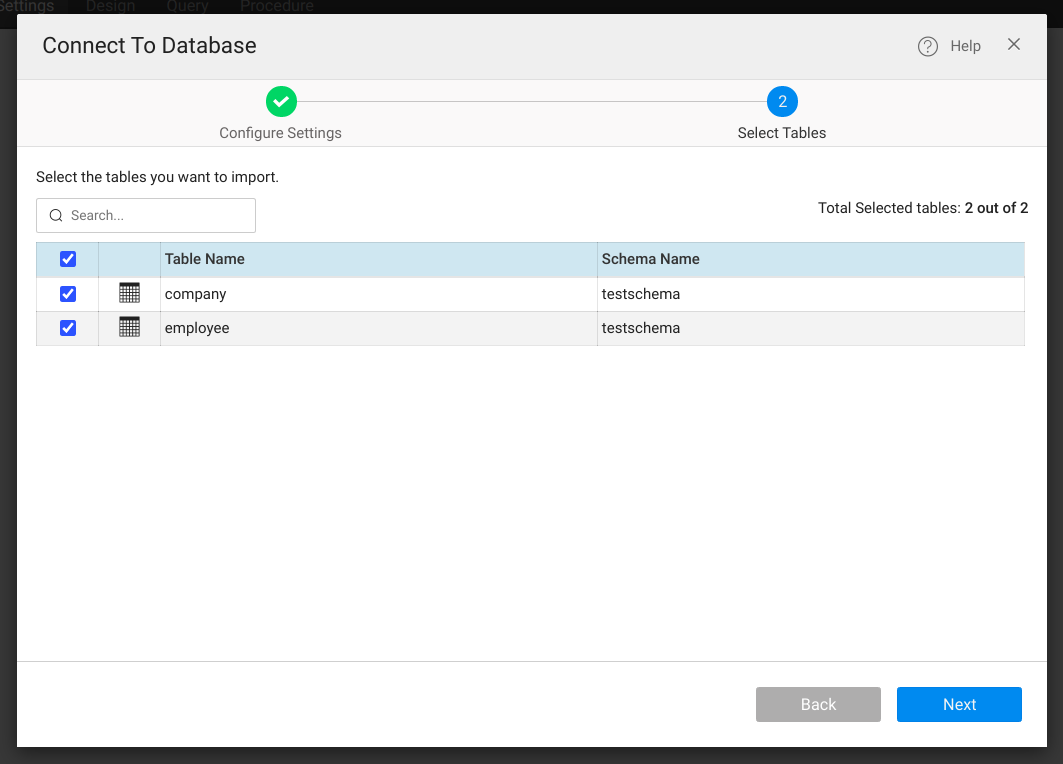 Settings Design Query Procedure
Connect To Database
Help
2
Configure Settings
Select Tables
Select the tables you want to import.
Search...
Total Selected tables: 2 out of 2
Table Name Schema Name
company testschema
employee testschema
Back Next